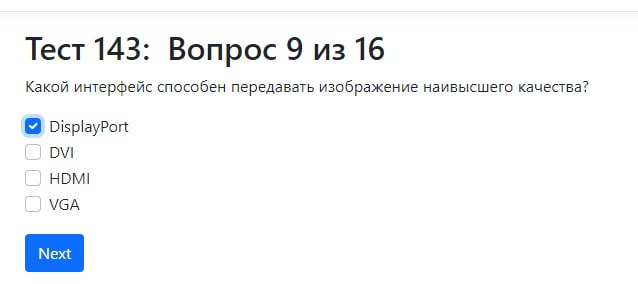 Тест 143: Вопрос 9 из 16
Какой интерфейс способен передавать изображение наивысшего качества?
DisplayPort
DVI
HDMI
VGA
Next